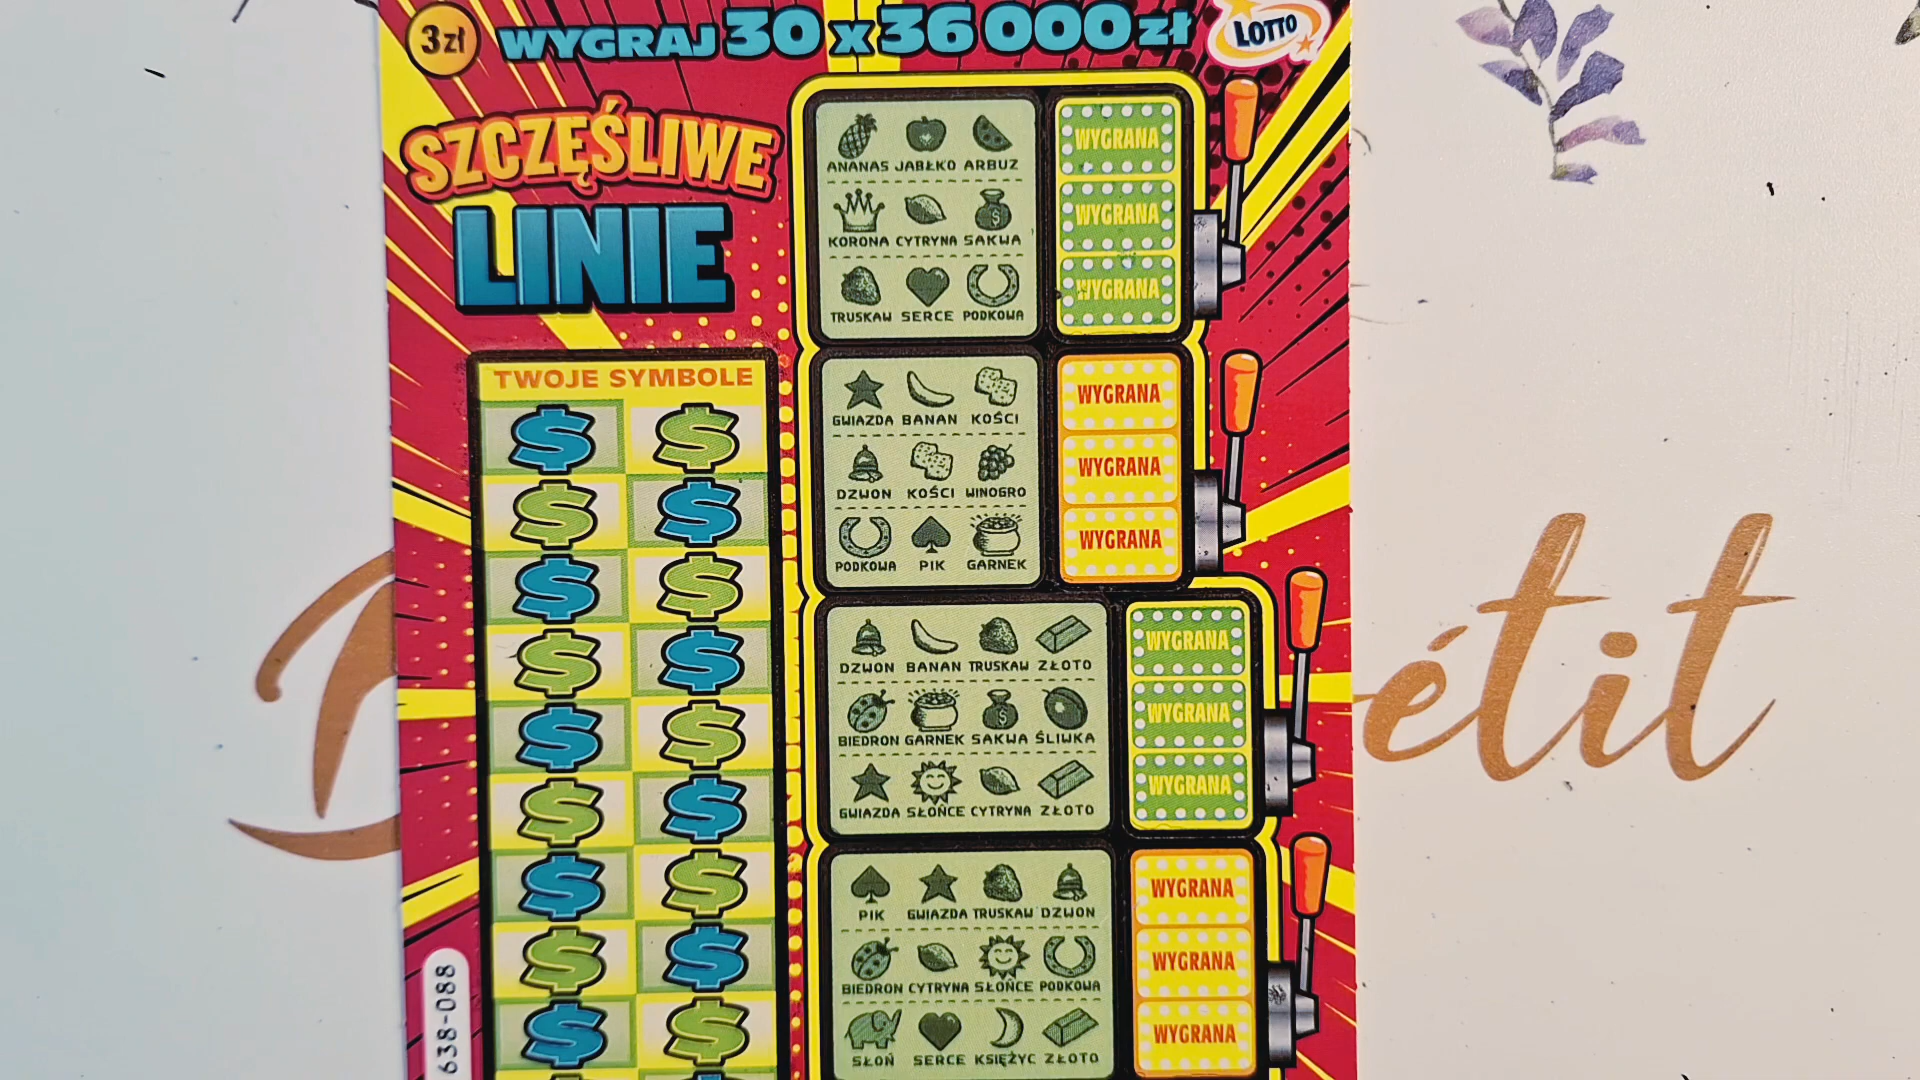 3 zł
WYGRAJ 30 x 36 000 zł
LOTTO
SZCZĘŚLIWE
LINIE
TWOJE SYMBOLE
638-088
ANANAS JABŁKO ARBUZ
WYGRANA
KORONA CYTRYNA SAKWA
WYGRANA
TRUSKAW SERCE PODKOWA
WYGRANA
GWIAZDA BANAN KOŚCI
WYGRANA
DZWON KOŚCI WINOGRO
WYGRANA
PODKOWA PIK GARNEK
WYGRANA
DZWON BANAN TRUSKAW ZŁOTO
WYGRANA
BIEDRON GARNEK SAKWA ŚLIWKA
WYGRANA
GWIAZDA SŁOŃCE CYTRYNA ZŁOTO
WYGRANA
PIK GWIAZDA TRUSKAW DZWON
WYGRANA
BIEDRON CYTRYNA SŁOŃCE PODKOWA
WYGRANA
SŁOŃ SERCE KSIĘŻYC ZŁOTO
WYGRANA
étit